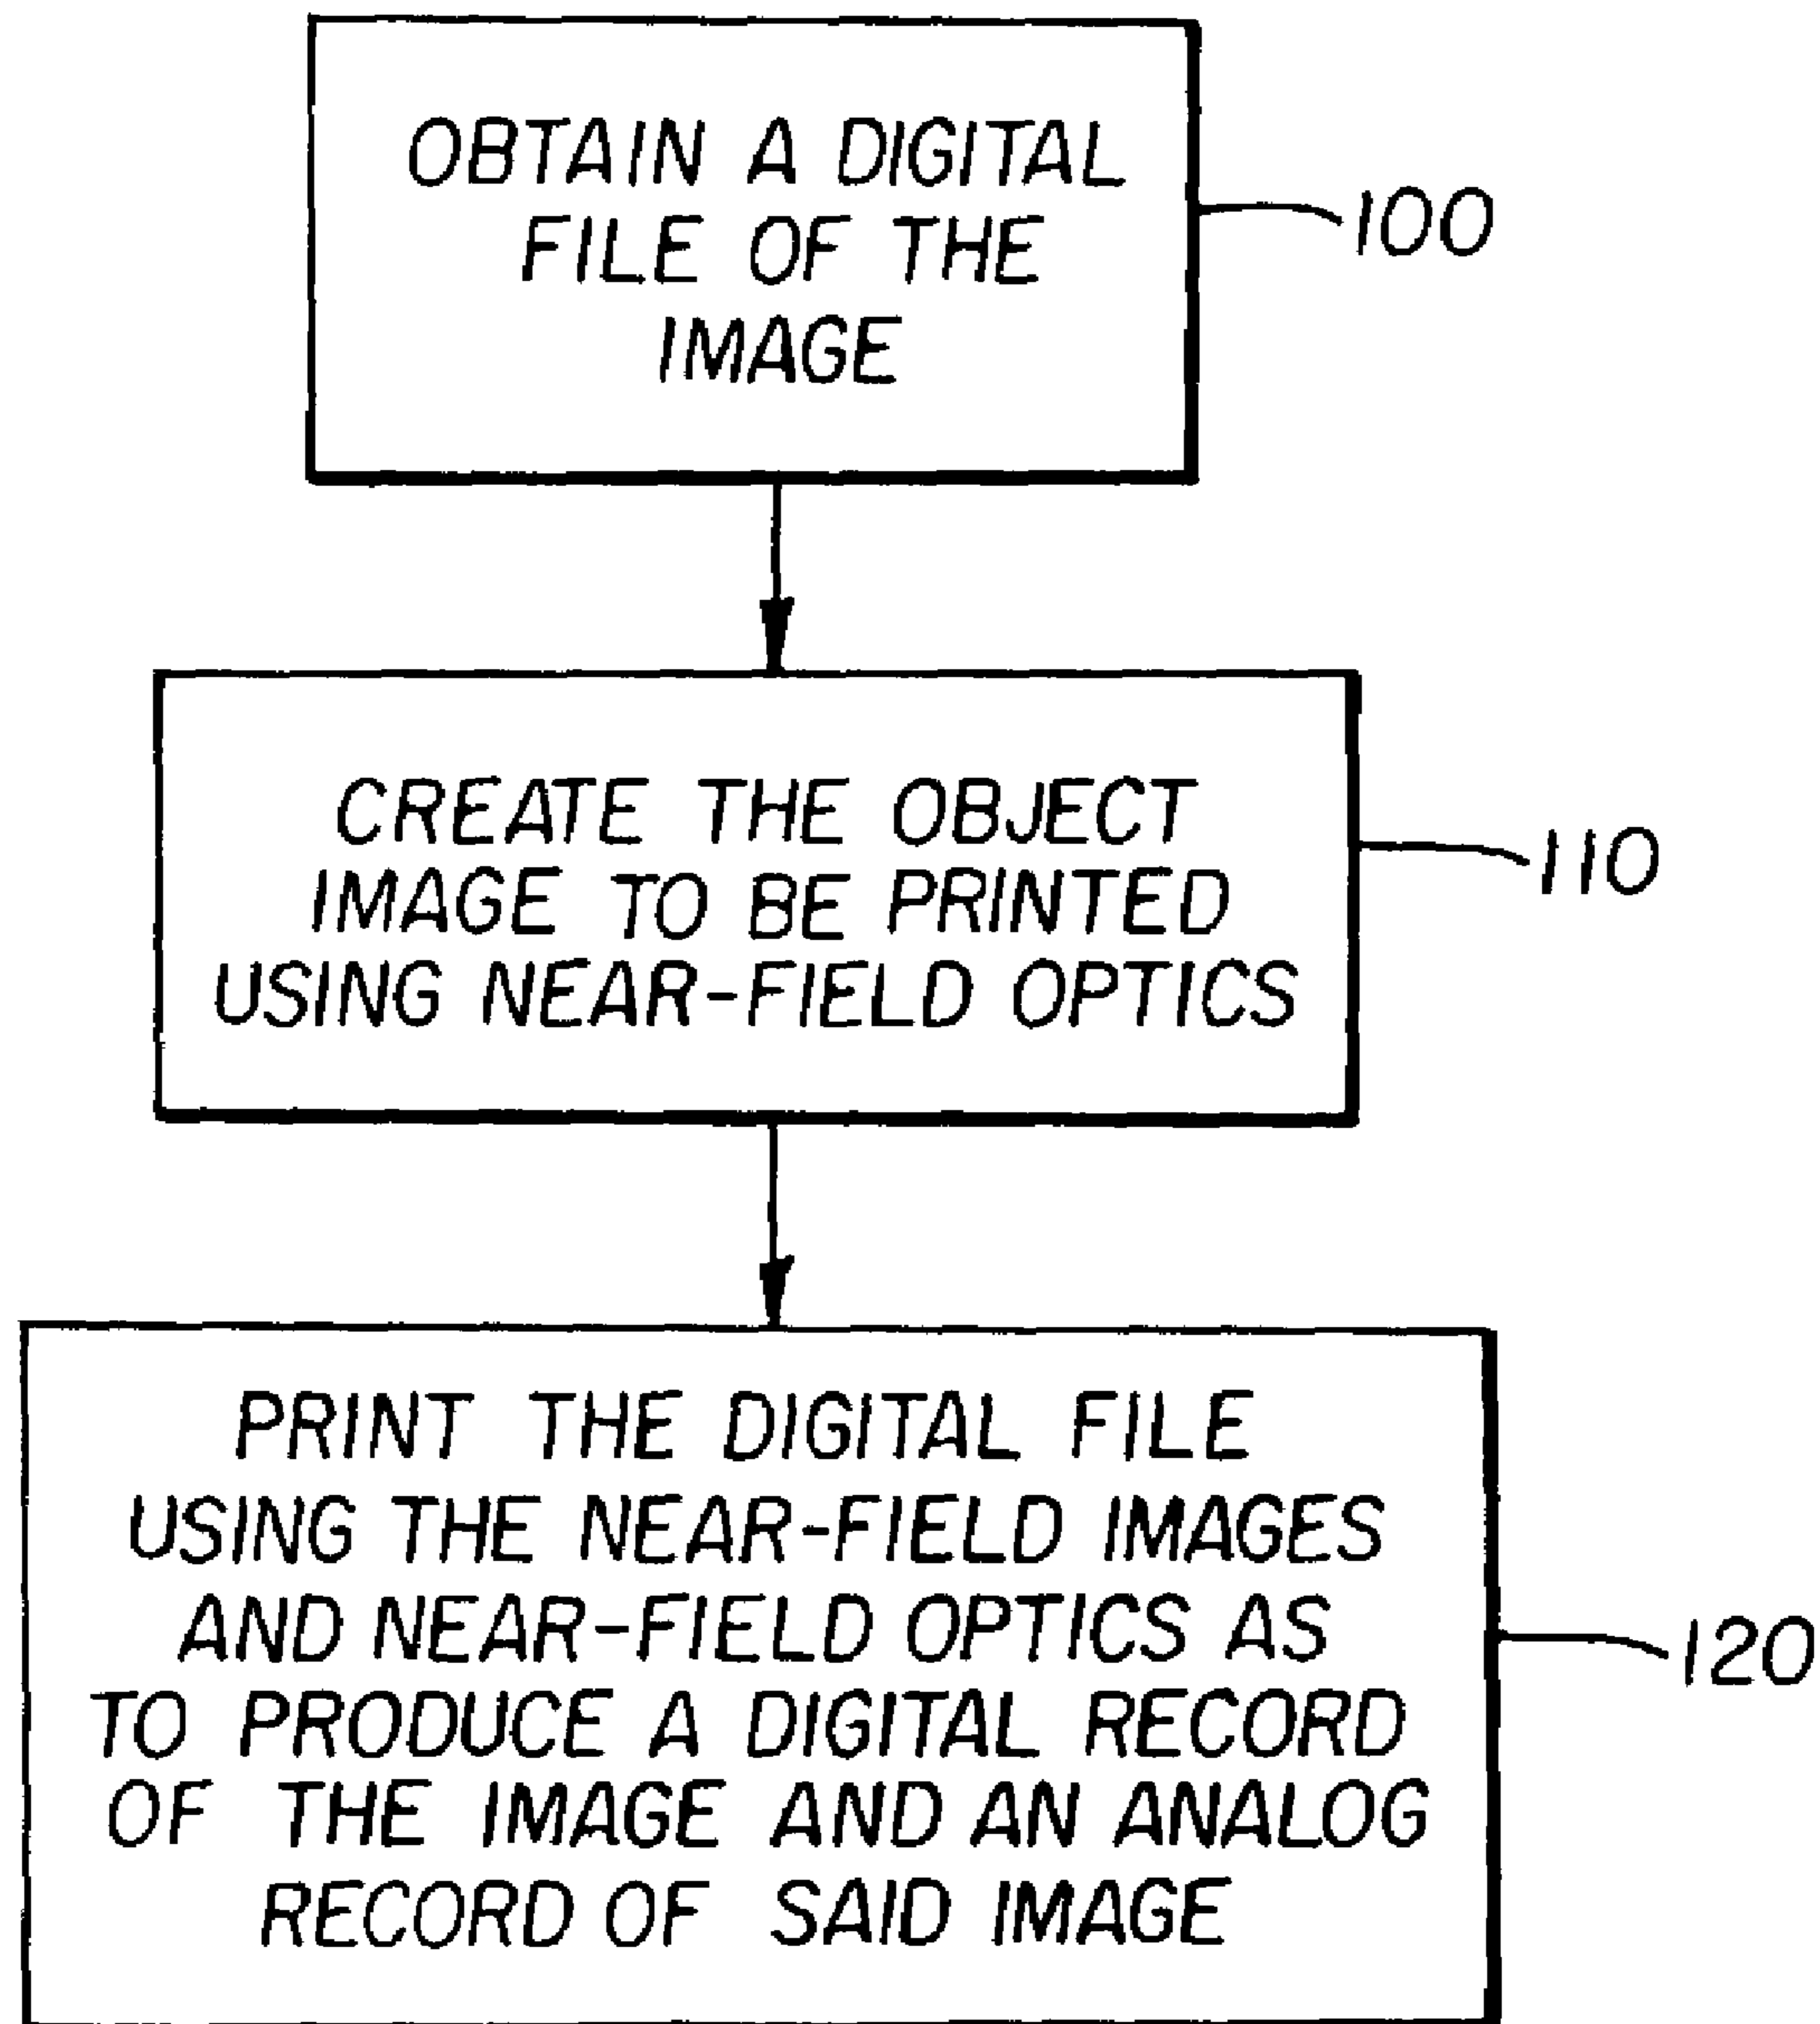 OBTAIN A DIGITAL
FILE OF THE
IMAGE
100
CREATE THE OBJECT
IMAGE TO BE PRINTED
USING NEAR-FIELD OPTICS
110
PRINT THE DIGITAL FILE
USING THE NEAR-FIELD IMAGES
AND NEAR-FIELD OPTICS AS
TO PRODUCE A DIGITAL RECORD
OF THE IMAGE AND AN ANALOG
RECORD OF SAID IMAGE
120